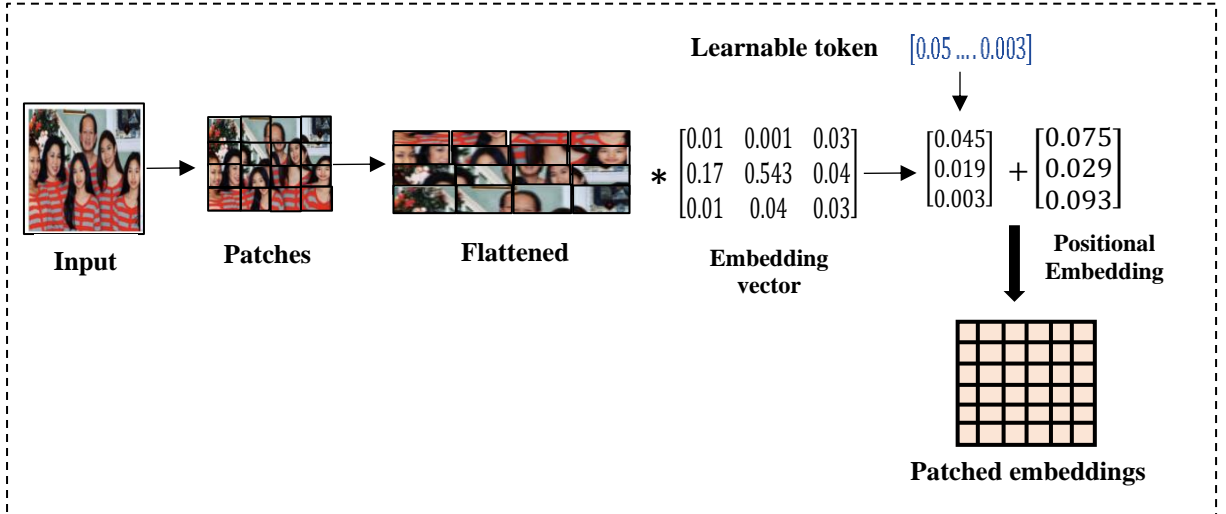 Learnable token [0.05 .... 0.003]
[0.01 0.001 0.03]
* [0.17 0.543 0.04]
[0.01 0.04 0.03]
[0.045]
[0.019]
[0.003]
+
[0.075]
[0.029]
[0.093]
Input
Patches
Flattened
Embedding
vector
Positional
Embedding
Patched embeddings